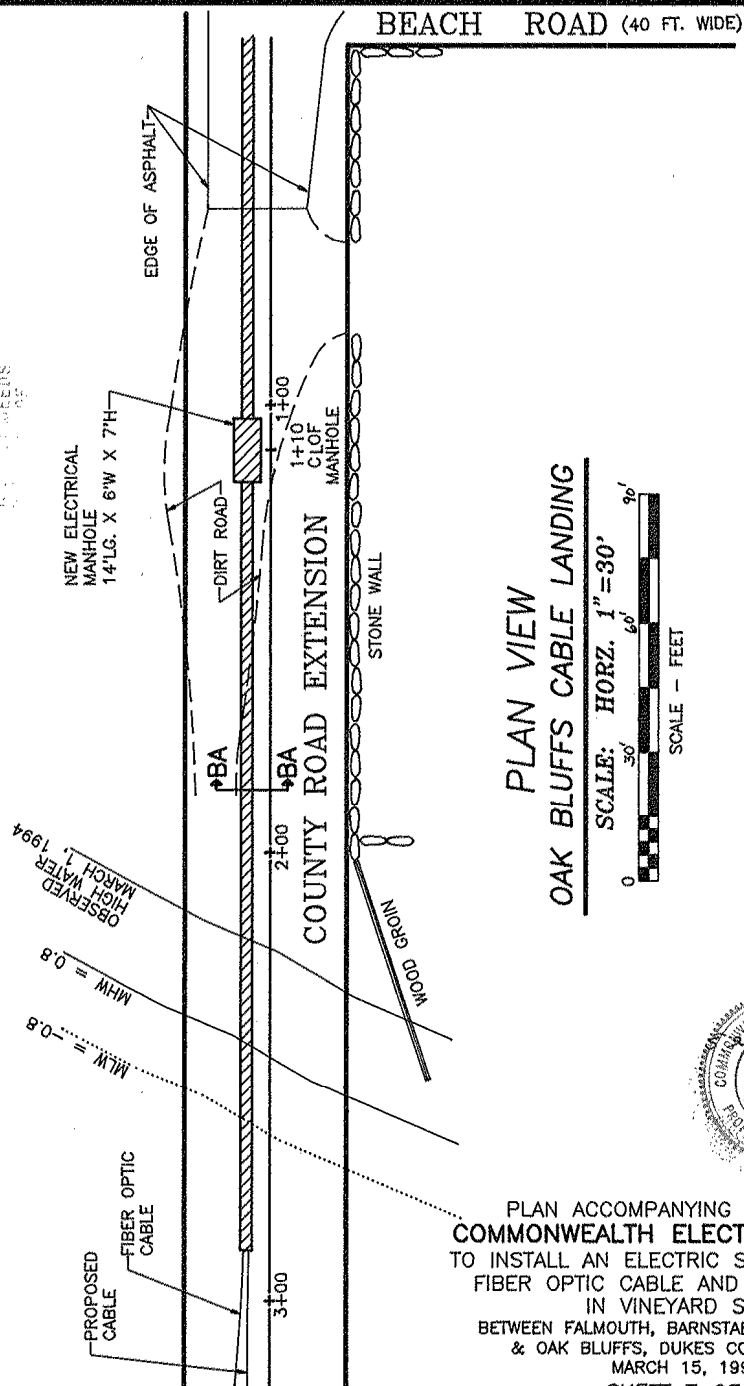 BEACH ROAD (40 FT. WIDE)
EDGE OF ASPHALT
NEW ELECTRICAL
MANHOLE
14'LG. X 6'W X 7'H
1+00
1+10
CLOF
MANHOLE
DIRT ROAD
COUNTY ROAD EXTENSION
STONE WALL
BA
BA
2+00
OBSERVED
HIGH WATER
MARCH 1, 1994
MHW = 0.8
MLW = -0.8
WOOD GROIN
FIBER OPTIC
CABLE
PROPOSED
CABLE
3+00
PLAN VIEW
OAK BLUFFS CABLE LANDING
SCALE: HORZ. 1"=30'
0 30' 60' 90'
SCALE - FEET
PLAN ACCOMPANYING
COMMONWEALTH ELECT
TO INSTALL AN ELECTRIC S
FIBER OPTIC CABLE AND
IN VINEYARD S
BETWEEN FALMOUTH, BARNSTAB
& OAK BLUFFS, DUKES CO
MARCH 15, 199